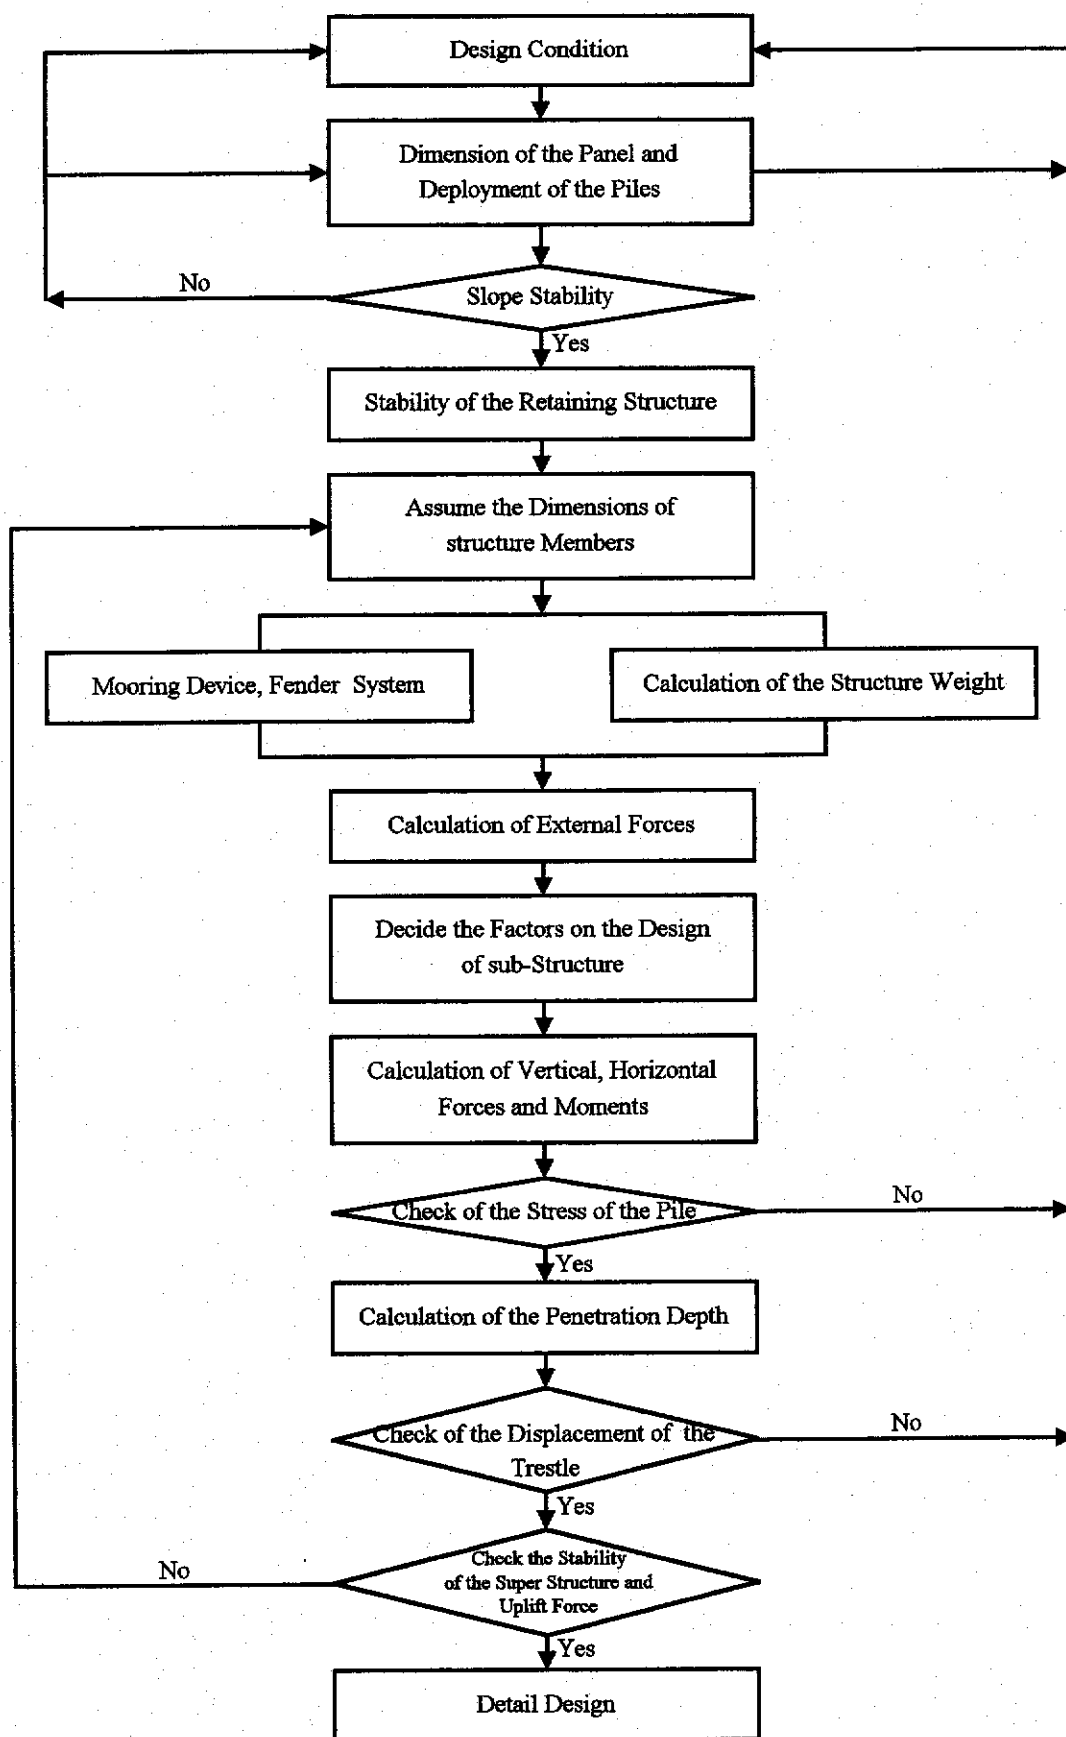 Design Condition
Dimension of the Panel and
Deployment of the Piles
No
Slope Stability
Yes
Stability of the Retaining Structure
Assume the Dimensions of
structure Members
Mooring Device, Fender System
Calculation of the Structure Weight
Calculation of External Forces
Decide the Factors on the Design
of sub-Structure
Calculation of Vertical, Horizontal
Forces and Moments
Check of the Stress of the Pile
No
Yes
Calculation of the Penetration Depth
Check of the Displacement of the
Trestle
No
Yes
Check the Stability
of the Super Structure and
Uplift Force
No
Yes
Detail Design